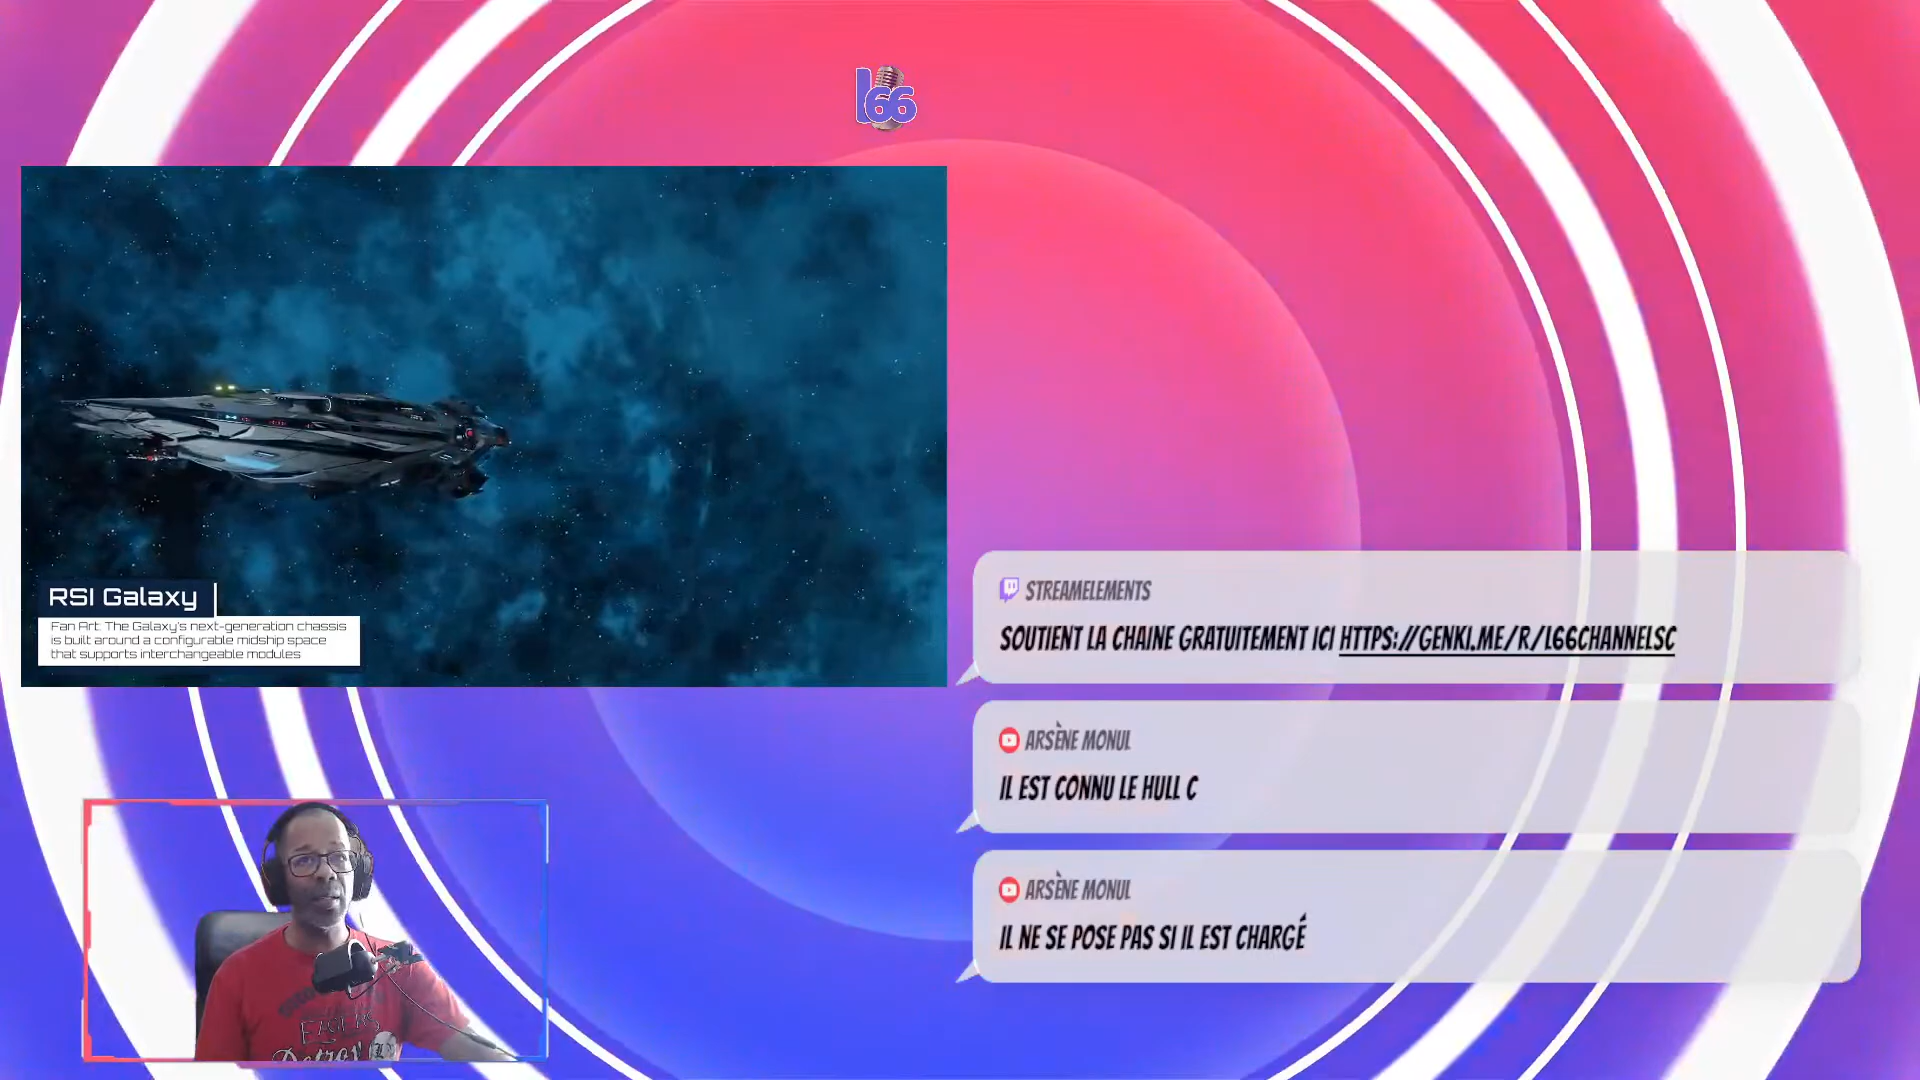 L66
RSI Galaxy
Fan Art: The Galaxy's next-generation chassis
is built around a configurable midship space
that supports interchangeable modules
STREAMELEMENTS
SOUTIENT LA CHAINE GRATUITEMENT ICI HTTPS://GENKI.ME/R/L66CHANNELSC
ARSÈNE MONUL
IL EST CONNU LE HULL C
ARSÈNE MONUL
IL NE SE POSE PAS SI IL EST CHARGÉ